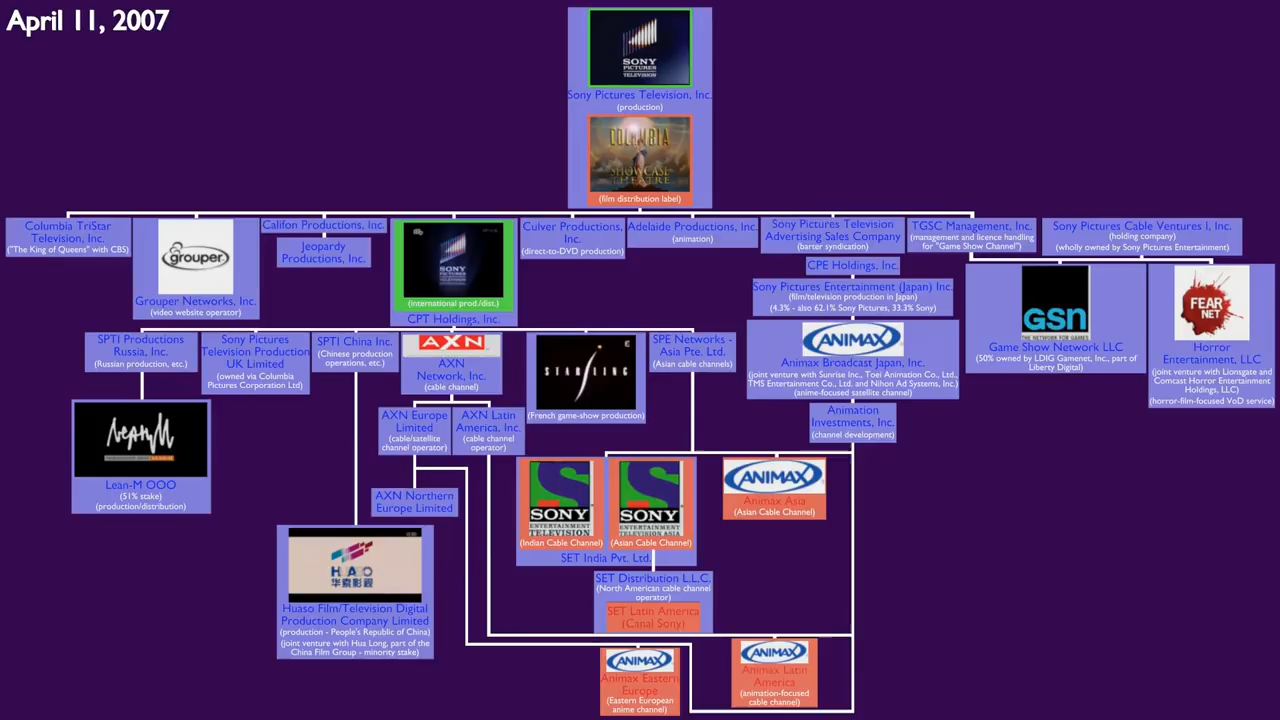 April 11, 2007
SONY
PICTURES
TELEVISION
Sony Pictures Television, Inc.
(production)
COLUMBIA
SHOWCASE
THEATRE
(film distribution label)
Columbia TriStar
Television, Inc.
("The King of Queens" with CBS)
grouper
Grouper Networks, Inc.
(video website operator)
Califon Productions, Inc.
Jeopardy
Productions, Inc.
SONY
PICTURES
(international prod./dist.)
CPT Holdings, Inc.
Culver Productions,
Inc.
(direct-to-DVD production)
Adelaide Productions, Inc.
(animation)
Sony Pictures Television
Advertising Sales Company
(barter syndication)
CPE Holdings, Inc.
Sony Pictures Entertainment (Japan) Inc.
(film/television production in Japan)
(4.3% - also 62.1% Sony Pictures, 33.3% Sony)
ANIMAX
Animax Broadcast Japan, Inc.
(joint venture with Sunrise Inc., Toei Animation Co., Ltd.,
TMS Entertainment Co., Ltd. and Nihon Ad Systems, Inc.)
(anime-focused satellite channel)
Animation
Investments, Inc.
(channel development)
TGSC Management, Inc.
(management and licence handling
for "Game Show Channel")
Sony Pictures Cable Ventures I, Inc.
(holding company)
(wholly owned by Sony Pictures Entertainment)
GSN
THE NETWORK FOR GAMES
Game Show Network LLC
(50% owned by LDIG Gamenet, Inc., part of
Liberty Digital)
FEAR
NET
Horror
Entertainment, LLC
(joint venture with Lionsgate and
Comcast Horror Entertainment
Holdings, LLC)
(horror-film-focused VoD service)
SPTI Productions
Russia, Inc.
(Russian production, etc.)
Sony Pictures
Television Production
UK Limited
(owned via Columbia
Pictures Corporation Ltd)
SPTI China Inc.
(Chinese production
operations, etc.)
AXN
AXN
Network, Inc.
(cable channel)
STARLING
(French game-show production)
SPE Networks -
Asia Pte. Ltd.
(Asian cable channels)
Lean-M OOO
(51% stake)
(production/distribution)
AXN Europe
Limited
(cable/satellite
channel operator)
AXN Latin
America, Inc.
(cable channel
operator)
AXN Northern
Europe Limited
SONY
ENTERTAINMENT
TELEVISION
(Indian Cable Channel)
SONY
ENTERTAINMENT
TELEVISION ASIA
(Asian Cable Channel)
SET India Pvt. Ltd.
ANIMAX
Animax Asia
(Asian Cable Channel)
HUASO
华索影视
Huaso Film/Television Digital
Production Company Limited
(production - People's Republic of China)
(joint venture with Hua Long, part of the
China Film Group - minority stake)
SET Distribution L.L.C.
(North American cable channel
operator)
SET Latin America
(Canal Sony)
ANIMAX
Animax Eastern
Europe
(Eastern European
anime channel)
ANIMAX
Animax Latin
America
(animation-focused
cable channel)